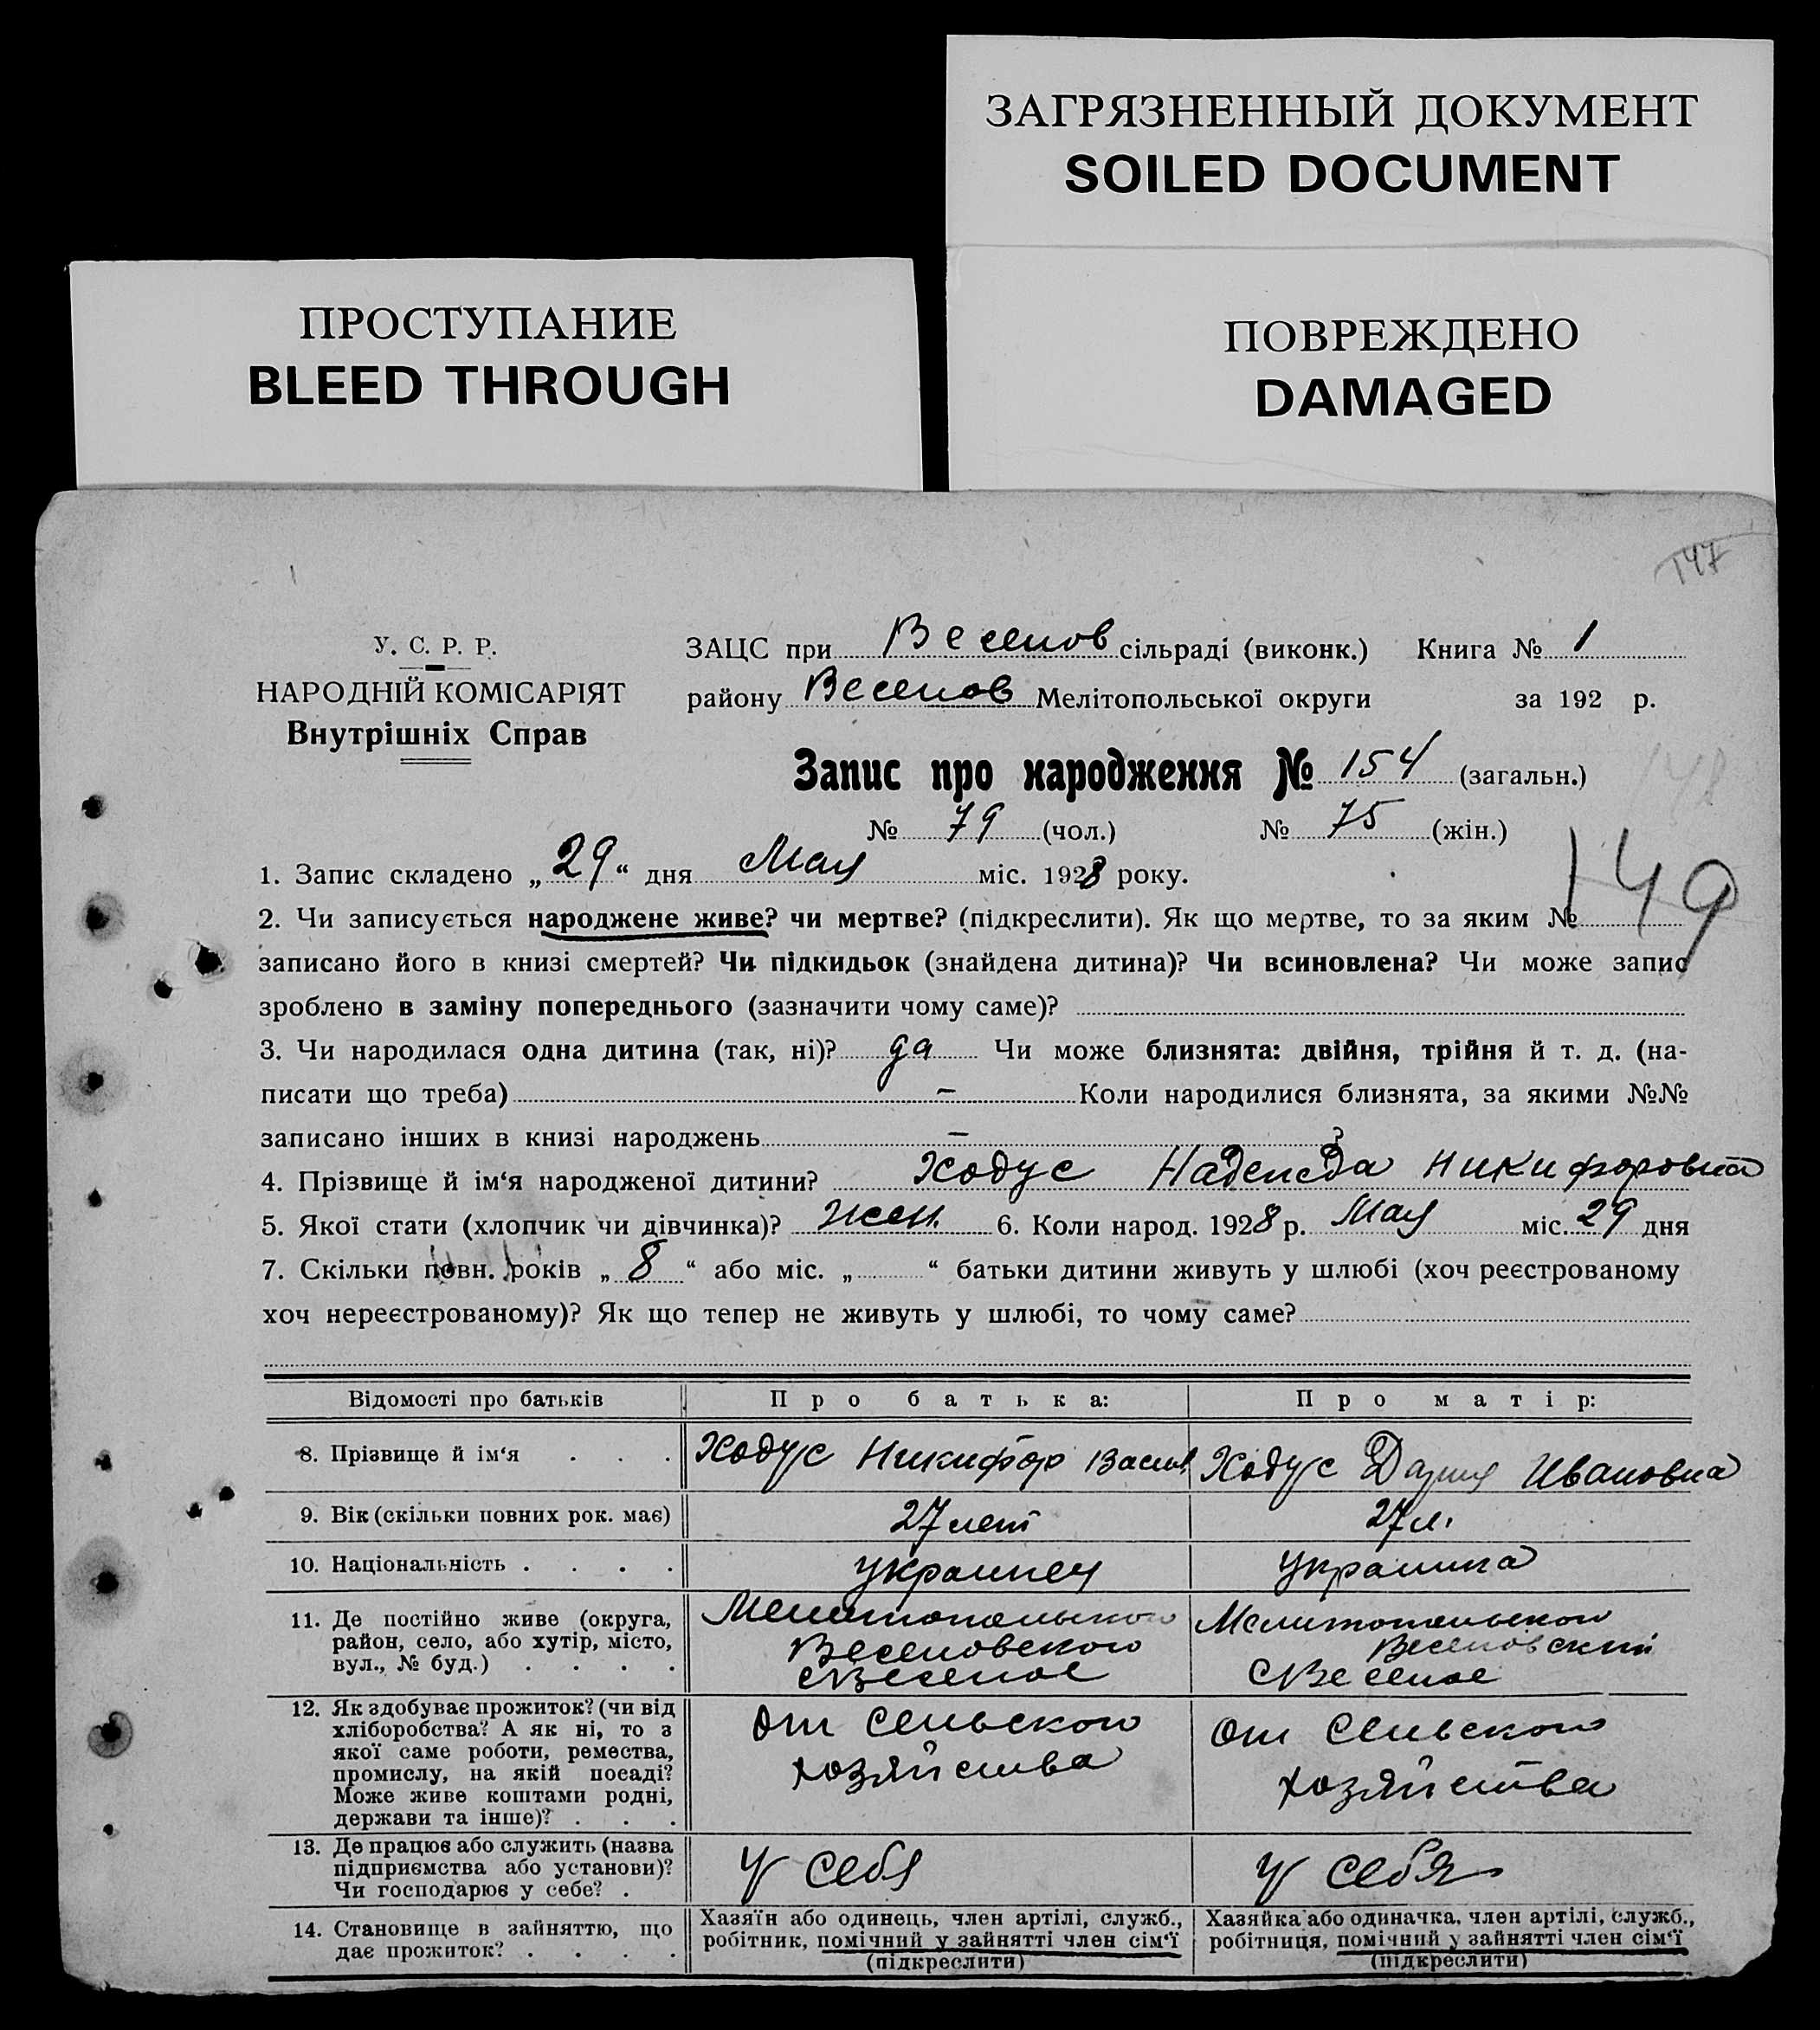 ЗАГРЯЗНЕННЫЙ ДОКУМЕНТ
SOILED DOCUMENT
ПРОСТУПАНИЕ
BLEED THROUGH
ПОВРЕЖДЕНО
DAMAGED
147
У. С. Р. Р.
НАРОДНІЙ КОМІСАРІЯТ
Внутрішніх Справ
ЗАЦС при Веселов сільраді (виконк.) Книга № 1
району Веселов Мелітопольської округи за 192 р.
Запис про народження № 154 (загальн.)
148
№ 79 (чол.) № 75 (жін.)
149
1. Запис складено „29“ дня Мая міс. 1928 року.
2. Чи записується народжене живе? чи мертве? (підкреслити). Як що мертве, то за яким №
записано його в книзі смертей? Чи підкидьок (знайдена дитина)? Чи всиновлена? Чи може запис
зроблено в заміну попереднього (зазначити чому саме)?
3. Чи народилася одна дитина (так, ні)? да Чи може близнята: двійня, трійня й т. д. (на-
писати що треба) — Коли народилися близнята, за якими №№
записано інших в книзі народжень — ?
4. Прізвище й ім‘я народженої дитини? Ходус Надежда Никифоровна
5. Якої стати (хлопчик чи дівчинка)? жен. 6. Коли народ. 1928 р. Мая міс. 29 дня
7. Скільки повн. років „8“ або міс. „ “ батьки дитини живуть у шлюбі (хоч реєстрованому
хоч нереєстрованому)? Як що тепер не живуть у шлюбі, то чому саме?
Відомості про батьків Про батька: Про матір:
8. Прізвище й ім‘я . . . Ходус Никифор Васил. Ходус Дария Ивановна
9. Вік (скільки повних рок. має) 27 лет 27 л.
10. Національність . . . . украинец украинка
11. Де постійно живе (округа, район, село, або хутір, місто, вул., № буд.) . . . .
Мелитопольского Мелитопольского
Веселовского Веселовский
с Веселое с Веселое
12. Як здобуває прожиток? (чи від хліборобства? А як ні, то з якої саме роботи, ремества, промислу, на якій посаді? Може живе коштами родні, держави та інше)? . . .
От сельского От сельского
хозяйства хозяйства
13. Де працює або служить (назва підприємства або установи)? Чи господарює у себе? .
У себя У себя
14. Становище в зайняттю, що дає прожиток? . . . .
Хазяїн або одинець, член артілі, служб., робітник, помічний у зайнятті член сім‘ї (підкреслити)
Хазяйка або одиначка, член артілі, служб., робітниця, помічний у зайнятті член сім‘ї (підкреслити)